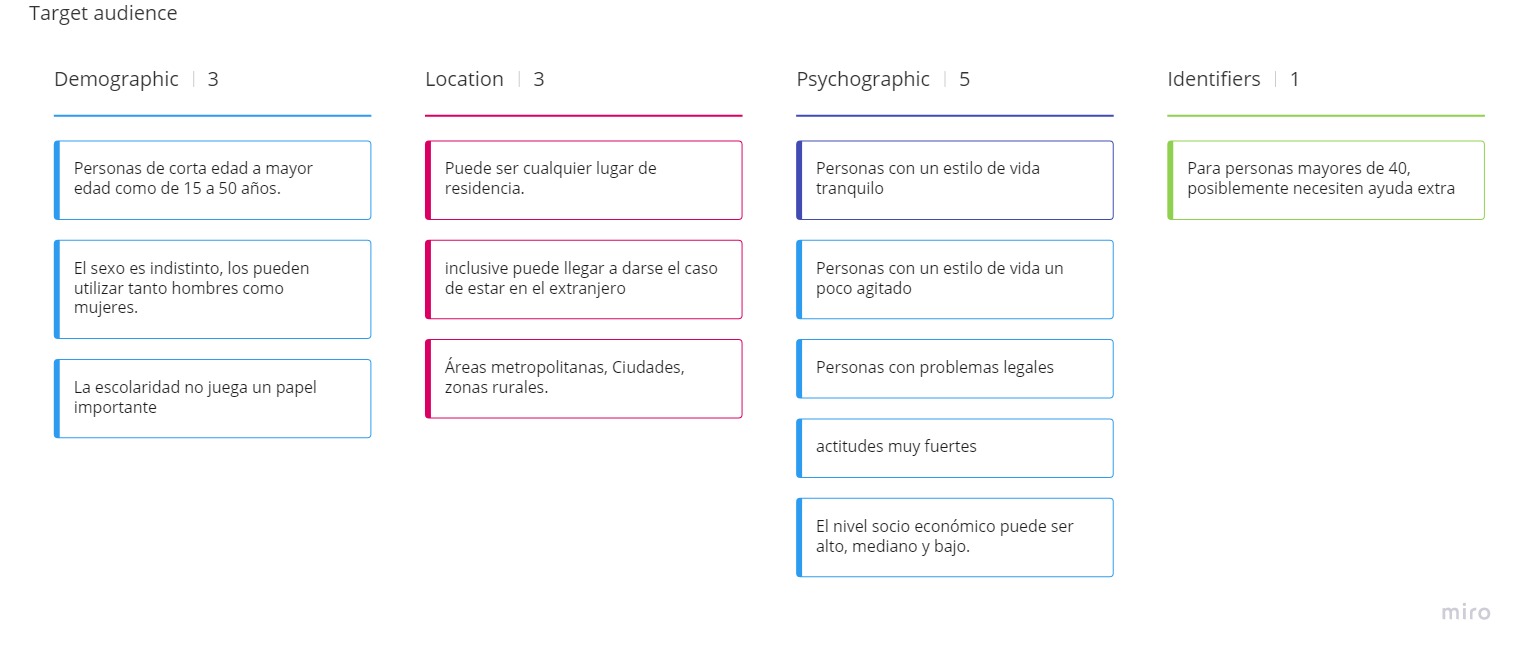 Target audience
Demographic | 3
Personas de corta edad a mayor
edad como de 15 a 50 años.
El sexo es indistinto, los pueden
utilizar tanto hombres como
mujeres.
La escolaridad no juega un papel
importante
Location | 3
Puede ser cualquier lugar de
residencia.
inclusive puede llegar a darse el caso
de estar en el extranjero
Áreas metropolitanas, Ciudades,
zonas rurales.
Psychographic | 5
Personas con un estilo de vida
tranquilo
Personas con un estilo de vida un
poco agitado
Personas con problemas legales
actitudes muy fuertes
El nivel socio económico puede ser
alto, mediano y bajo.
Identifiers | 1
Para personas mayores de 40,
posiblemente necesiten ayuda extra
miro